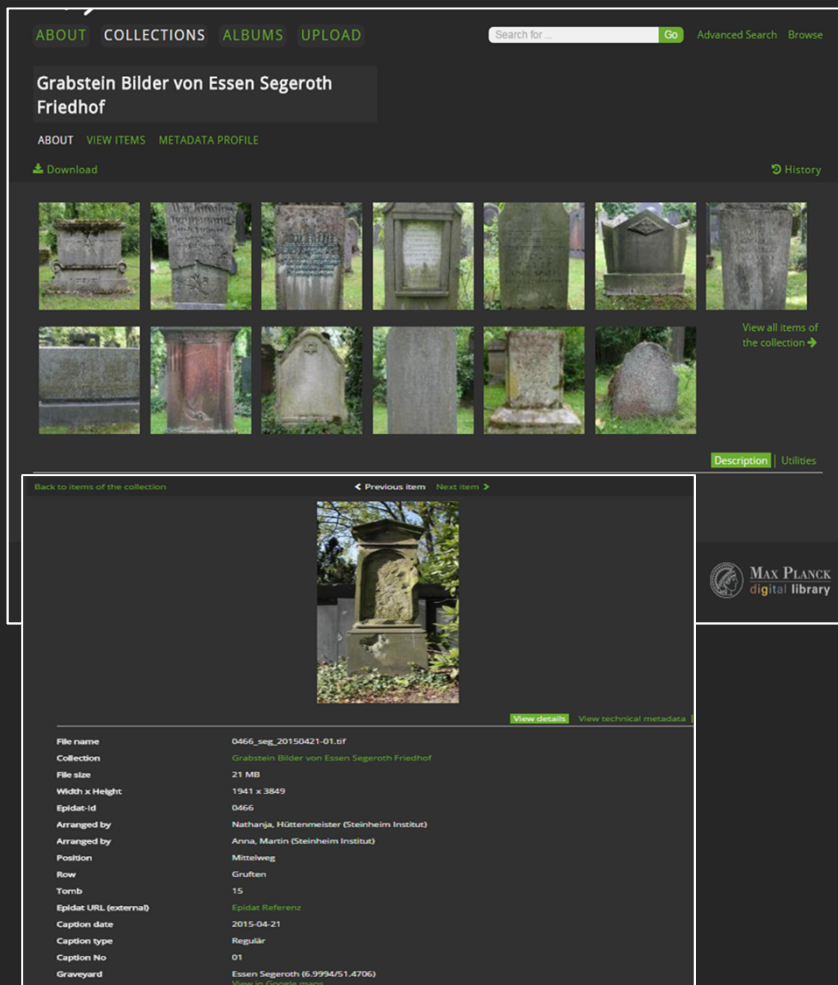 ABOUT COLLECTIONS ALBUMS UPLOAD
Search for ... Go Advanced Search Browse
Grabstein Bilder von Essen Segeroth
Friedhof
ABOUT VIEW ITEMS METADATA PROFILE
Download History
View all items of
the collection
Description | Utilities
MAX PLANCK
digital library
Back to items of the collection Previous item Next item
View details View technical metadata |
File name 0466_seg_20150421-01.tif
Collection Grabstein Bilder von Essen Segeroth Friedhof
File size 21 MB
Width x Height 1941 x 3849
Epidat-Id 0466
Arranged by Nathanja, Hüttenmeister (Steinheim Institut)
Arranged by Anna, Martin (Steinheim Institut)
Position Mittelweg
Row Gruften
Tomb 15
Epidat URL (external) Epidat Referenz
Caption date 2015-04-21
Caption type Regulär
Caption No 01
Graveyard Essen Segeroth (6.9994/51.4706)
View in Google maps